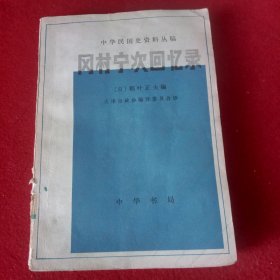 中华民国史资料丛稿
冈村宁次回忆录
〔日〕稻叶正夫编
天津市政协编译委员会译
中华书局